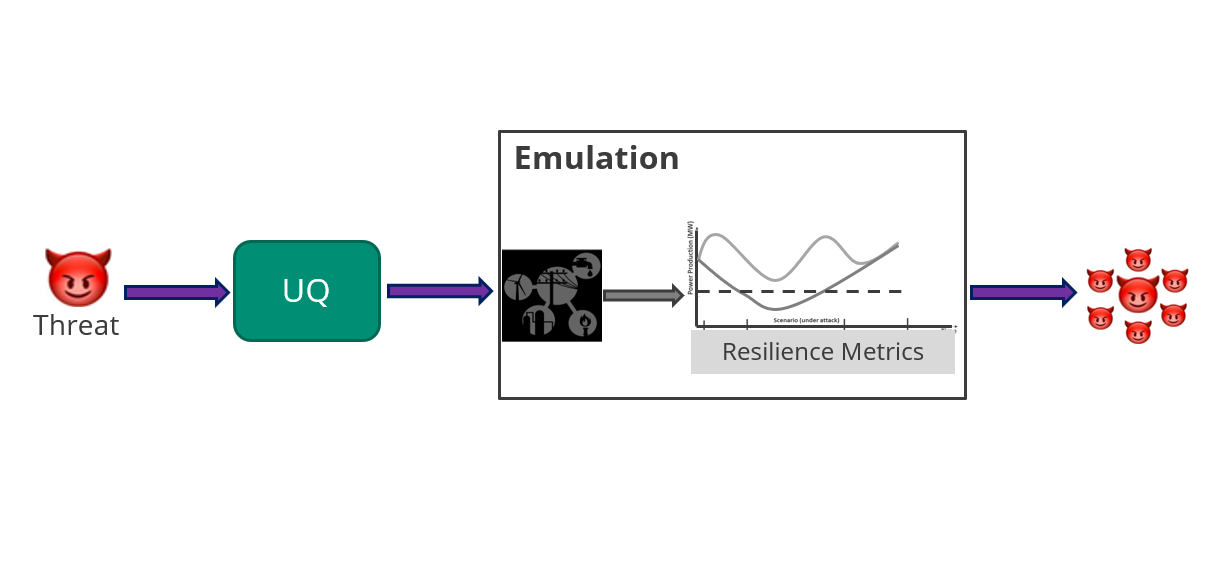 Emulation
Threat
UQ
Power Production (MW)
Scenario (under attack)
Resilience Metrics